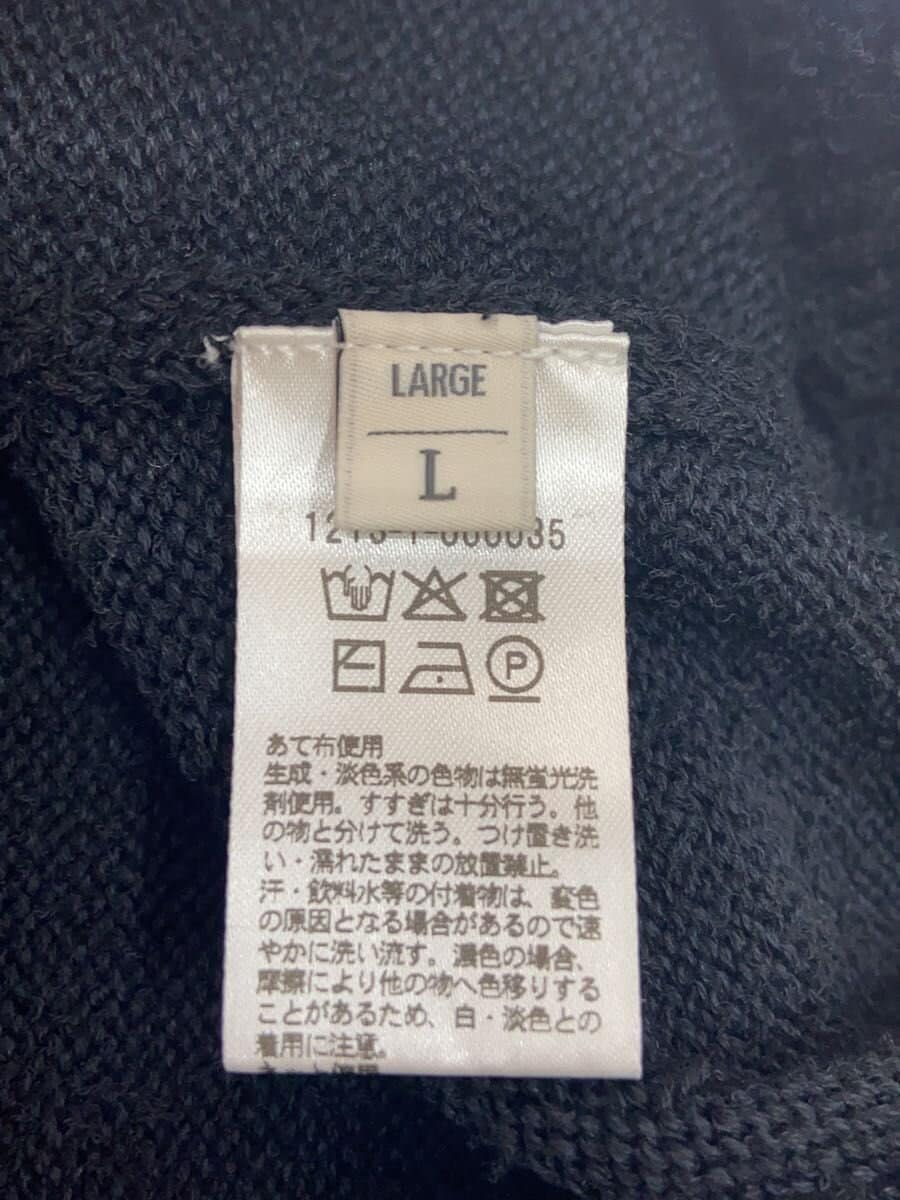 LARGE
L
P
あて布使用
生成・淡色系の色物は無蛍光洗
剤使用。すすぎは十分行う。他
の物と分けて洗う。つけ置き洗
い・濡れたままの放置禁止。
汗・飲料水等の付着物は、変色
の原因となる場合があるので速
やかに洗い流す。濃色の場合、
摩擦により他の物へ色移りする
ことがあるため、白・淡色との
着用に注意。